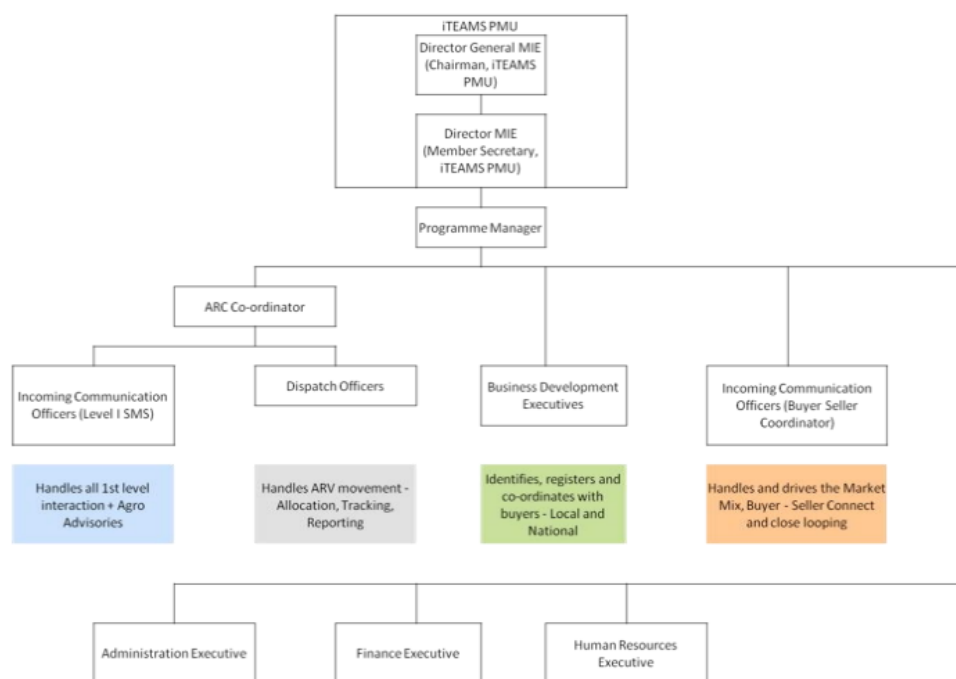 iTEAMS PMU
Director General MIE
(Chairman, iTEAMS
PMU)
Director MIE
(Member Secretary,
iTEAMS PMU)
Programme Manager
ARC Co-ordinator
Incoming Communication
Officers (Level I SMS)
Dispatch Officers
Business Development
Executives
Incoming Communication
Officers (Buyer Seller
Coordinator)
Handles all 1st level
interaction + Agro
Advisories
Handles ARV movement -
Allocation, Tracking,
Reporting
Identifies, registers and
co-ordinates with
buyers - Local and
National
Handles and drives the Market
Mix, Buyer - Seller Connect
and close looping
Administration Executive
Finance Executive
Human Resources
Executive